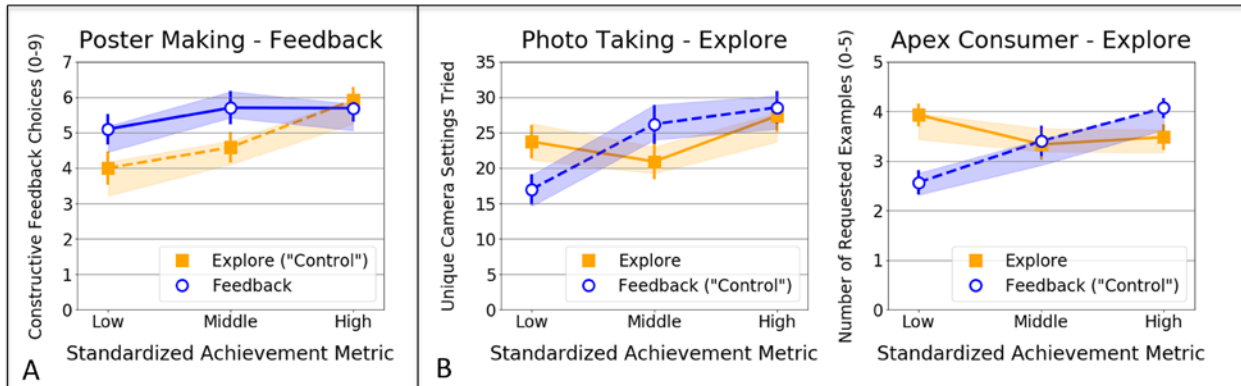 Poster Making - Feedback
Constructive Feedback Choices (0-9)
7
6
5
4
3
2
1
0
Explore ("Control")
Feedback
Low
Middle
High
Standardized Achievement Metric
A
Photo Taking - Explore
Unique Camera Settings Tried
35
30
25
20
15
10
5
0
Explore
Feedback ("Control")
Low
Middle
High
Standardized Achievement Metric
B
Apex Consumer - Explore
Number of Requested Examples (0-5)
5
4
3
2
1
0
Explore
Feedback ("Control")
Low
Middle
High
Standardized Achievement Metric